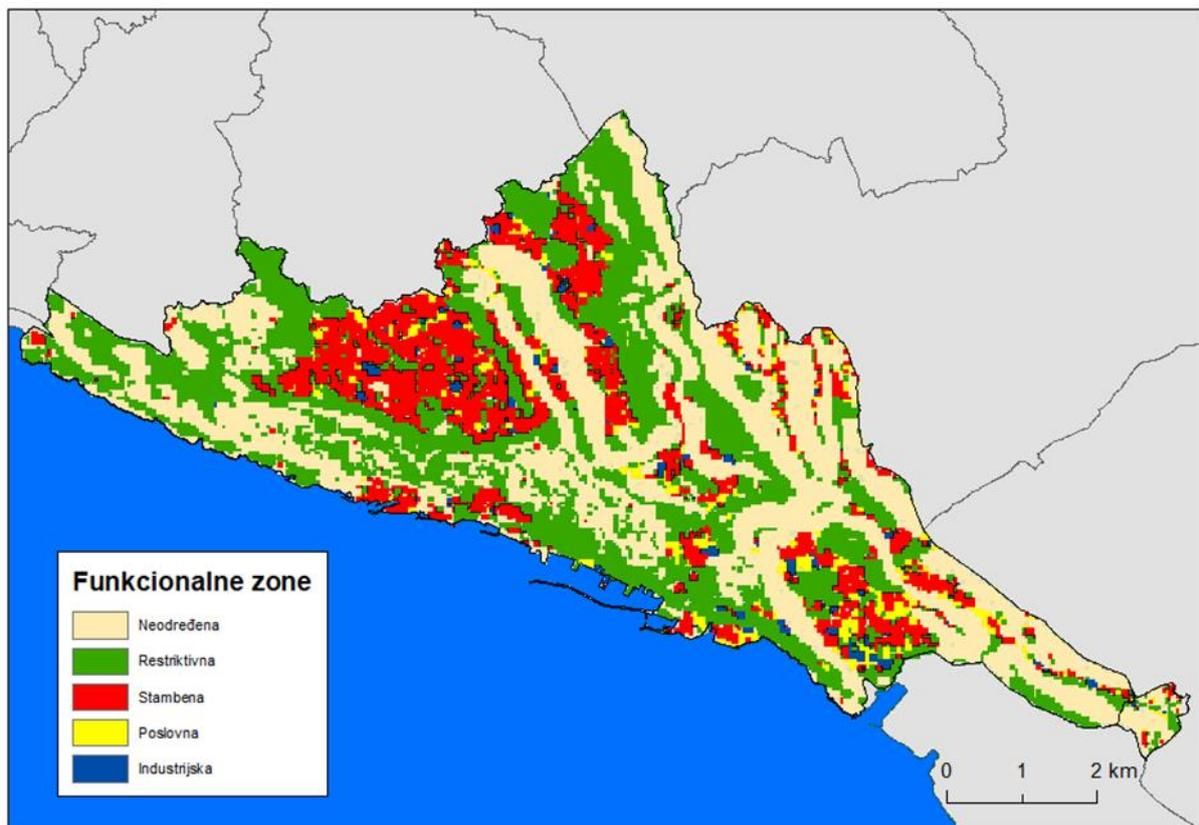 Funkcionalne zone
Neodređena
Restriktivna
Stambena
Poslovna
Industrijska
0 1 2 km